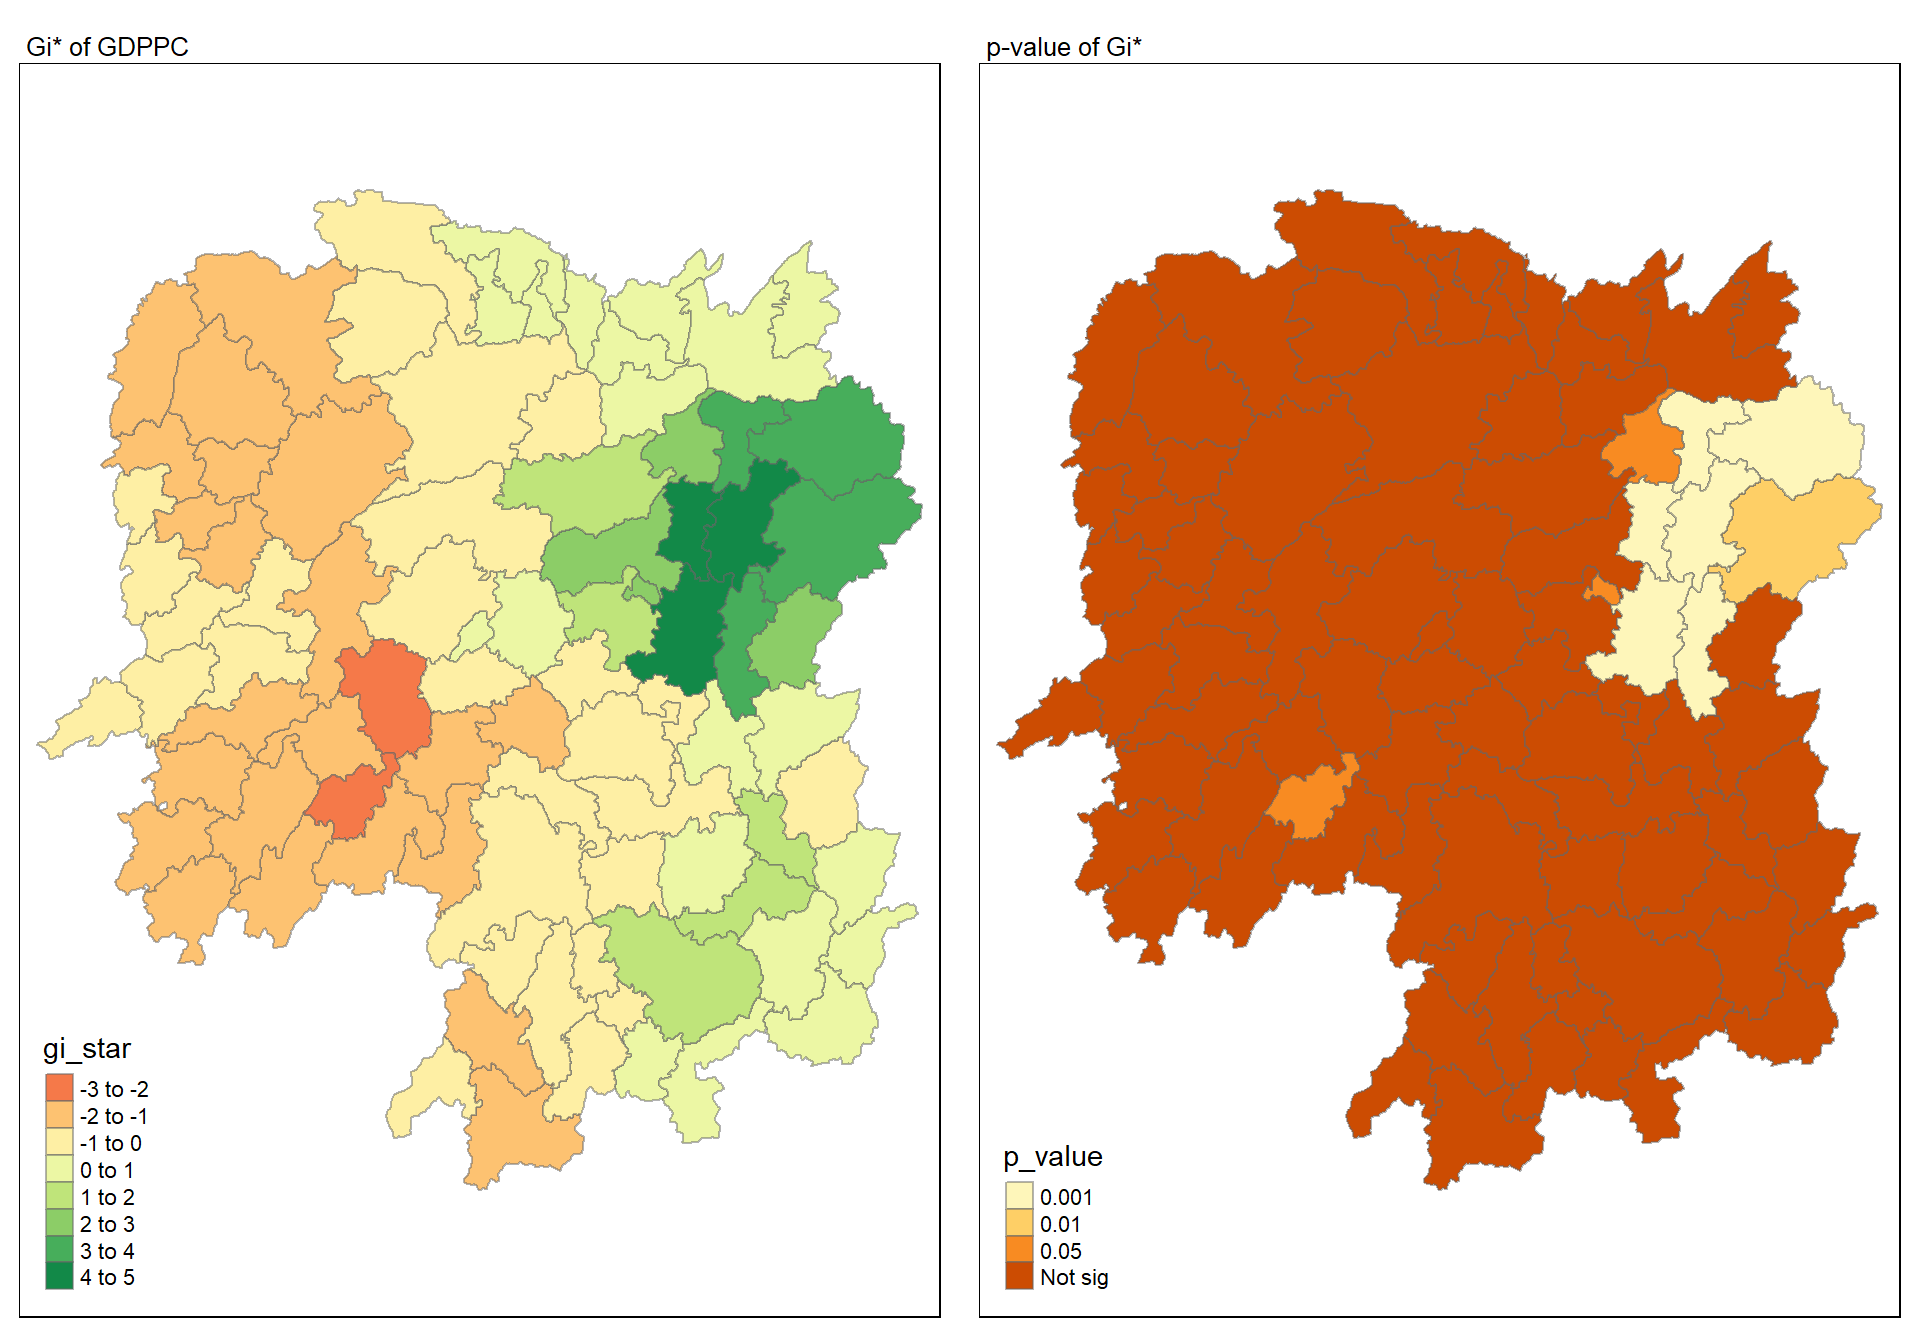 Gi* of GDPPC
gi_star
-3 to -2
-2 to -1
-1 to 0
0 to 1
1 to 2
2 to 3
3 to 4
4 to 5
p-value of Gi*
p_value
0.001
0.01
0.05
Not sig